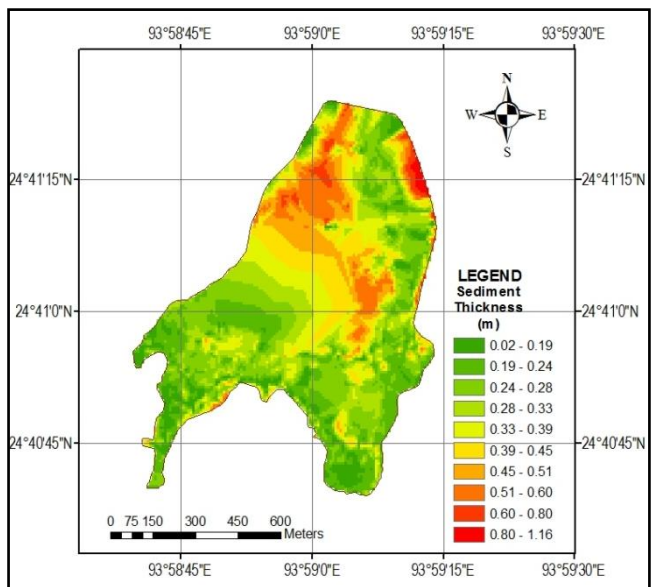 93°58'45"E 93°59'0"E 93°59'15"E 93°59'30"E
N
W E
S
24°41'15"N 24°41'15"N
LEGEND
Sediment
Thickness
(m)
24°41'0"N 24°41'0"N
0.02 - 0.19
0.19 - 0.24
0.24 - 0.28
0.28 - 0.33
0.33 - 0.39
0.39 - 0.45
0.45 - 0.51
0.51 - 0.60
0.60 - 0.80
0.80 - 1.16
24°40'45"N 24°40'45"N
0 75 150 300 450 600
Meters
93°58'45"E 93°59'0"E 93°59'15"E 93°59'30"E